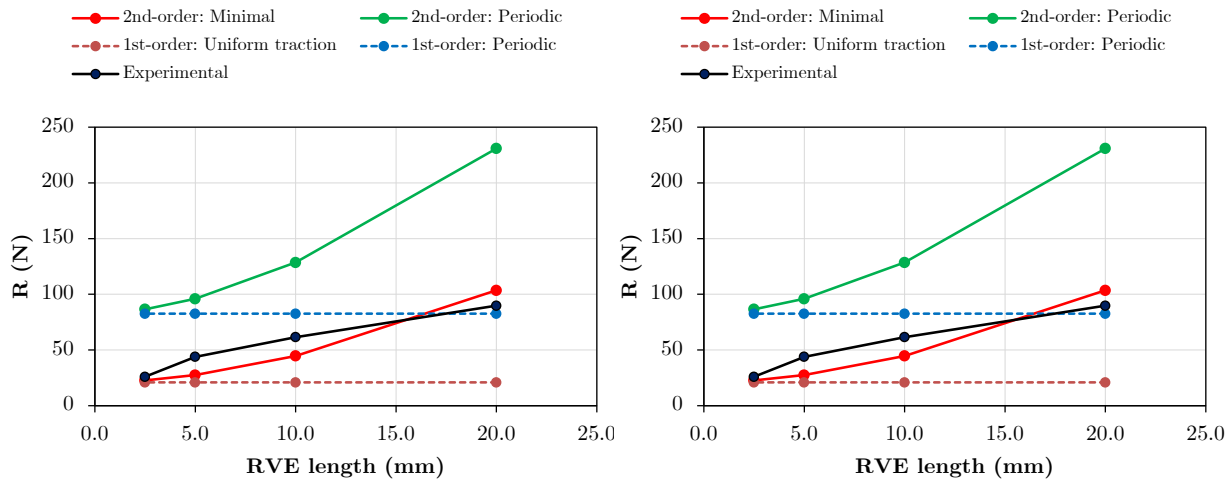 2nd-order: Minimal 2nd-order: Periodic
1st-order: Uniform traction 1st-order: Periodic
Experimental
250
200
150
100
50
0
R (N)
0.0 5.0 10.0 15.0 20.0 25.0
RVE length (mm)
2nd-order: Minimal 2nd-order: Periodic
1st-order: Uniform traction 1st-order: Periodic
Experimental
250
200
150
100
50
0
R (N)
0.0 5.0 10.0 15.0 20.0 25.0
RVE length (mm)